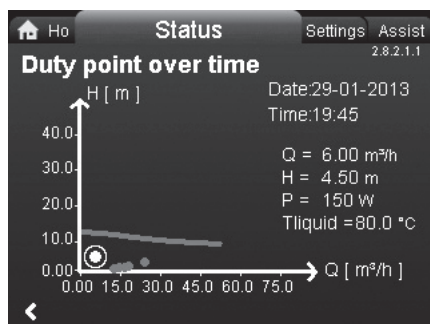 Ho Status Settings Assist
2.8.2.1.1
Duty point over time
H [ m ]
Date:29-01-2013
Time:19:45
40.0
30.0
20.0
10.0
0.00
Q = 6.00 m³/h
H = 4.50 m
P = 150 W
Tliquid =80.0 °C
Q [ m³/h ]
0.00 15.0 30.0 45.0 60.0 75.0